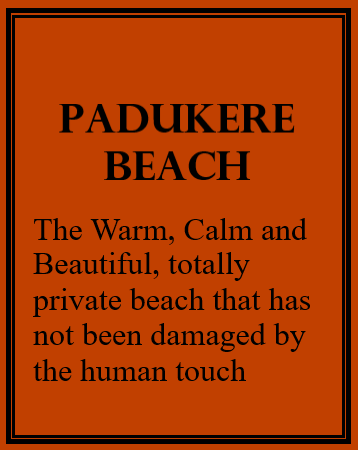 PADUKERE
BEACH
The Warm, Calm and
Beautiful, totally
private beach that has
not been damaged by
the human touch